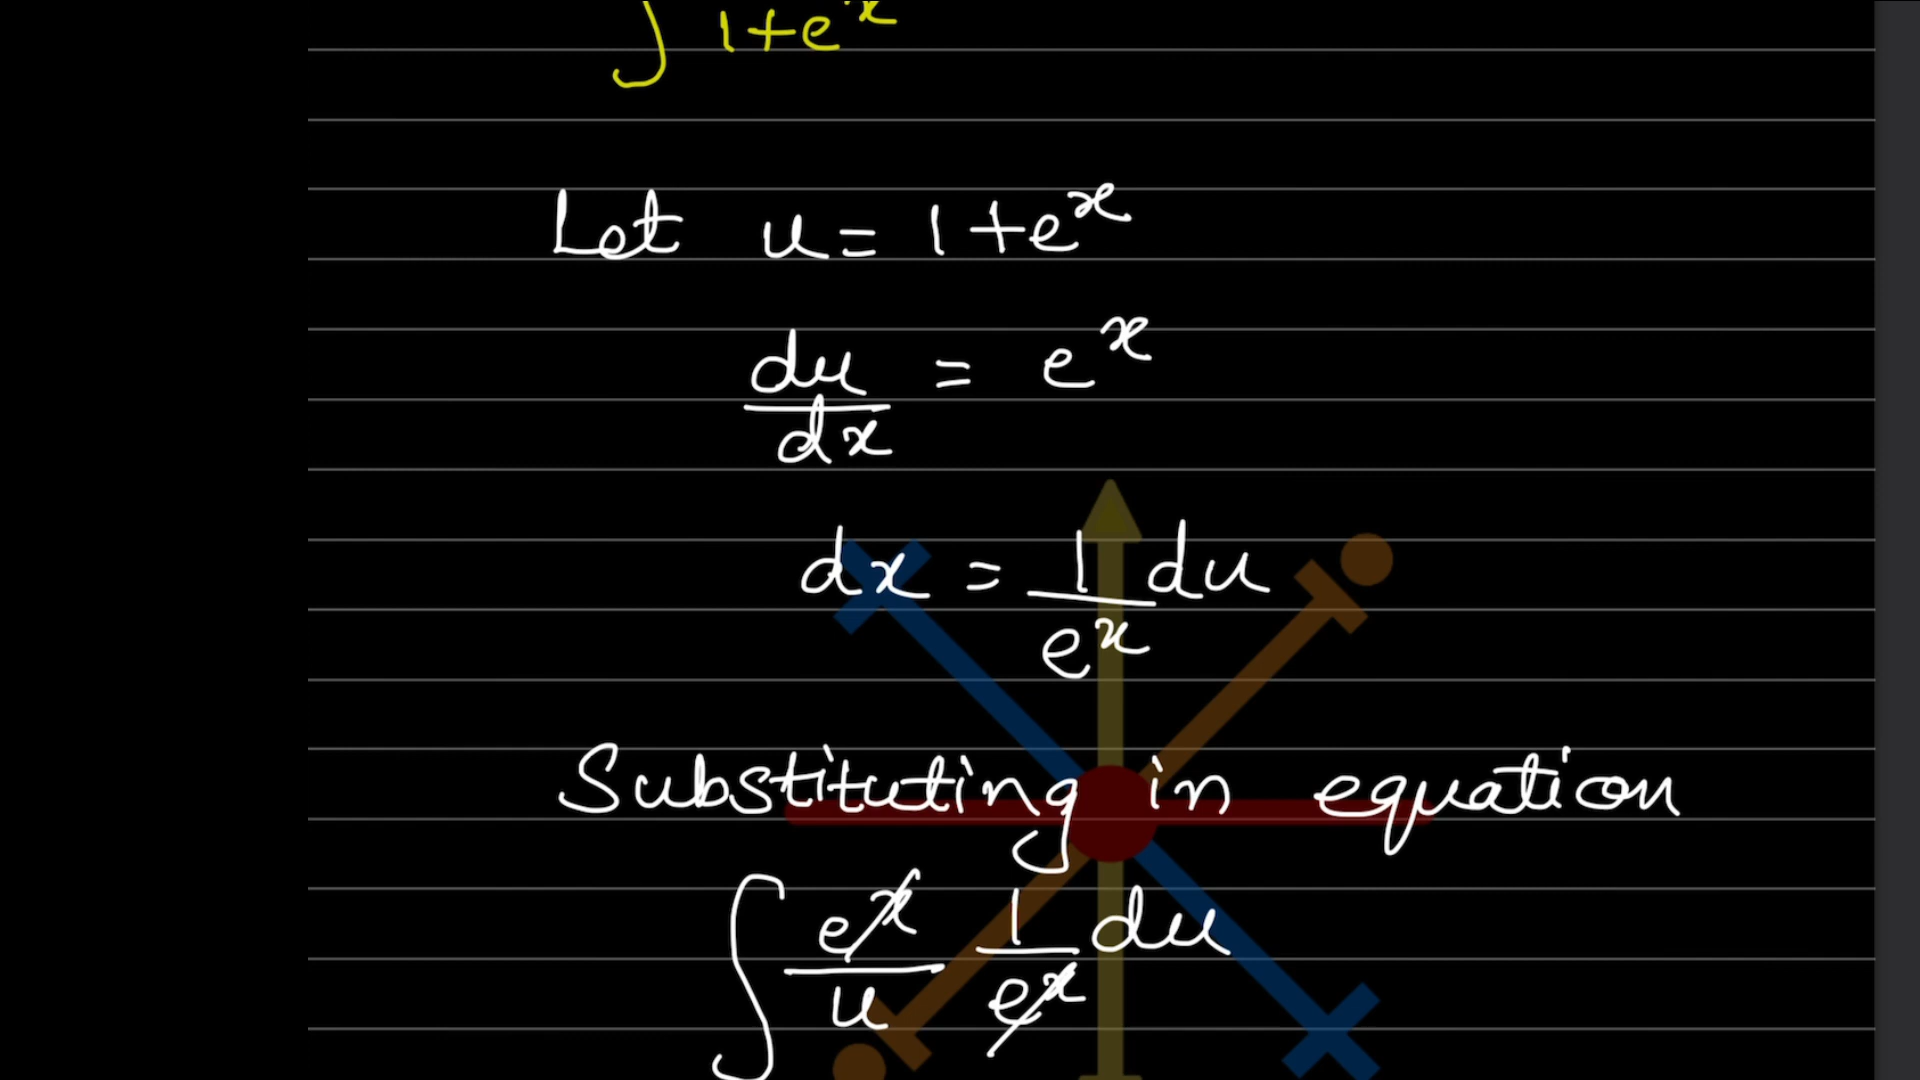 ∫ 1+e^x
Let u = 1+e^x
du/dx = e^x
dx = 1/e^x du
Substituting in equation
∫ e^x/u 1/e^x du